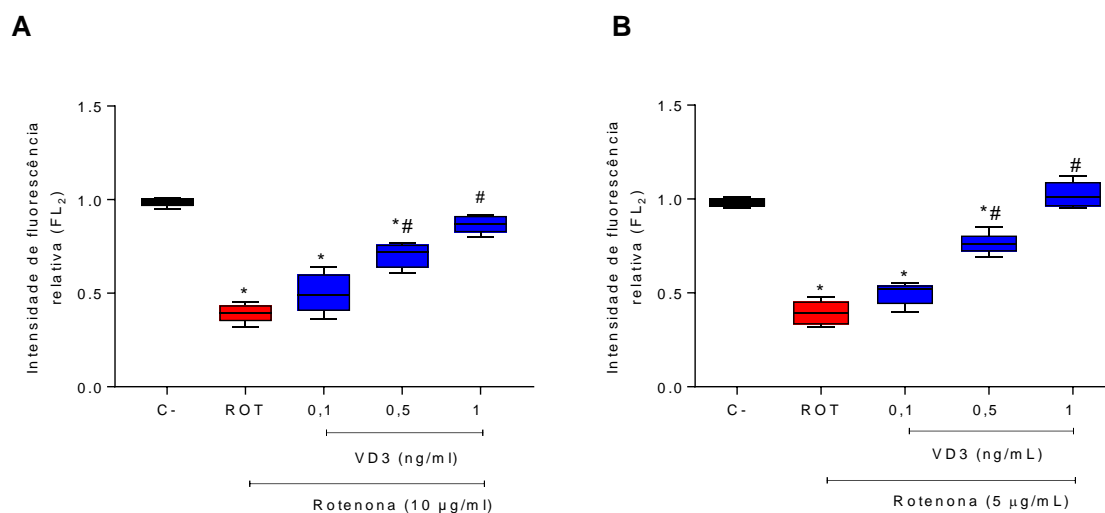 A
Intensidade de fluorescência
relativa (FL2)
1.5
1.0
0.5
0.0
*
*
*#
#
C- ROT 0,1 0,5 1
VD3 (ng/ml)
Rotenona (10 µg/ml)
B
Intensidade de fluorescência
relativa (FL2)
1.5
1.0
0.5
0.0
*
*
*#
#
C- ROT 0,1 0,5 1
VD3 (ng/mL)
Rotenona (5 µg/mL)